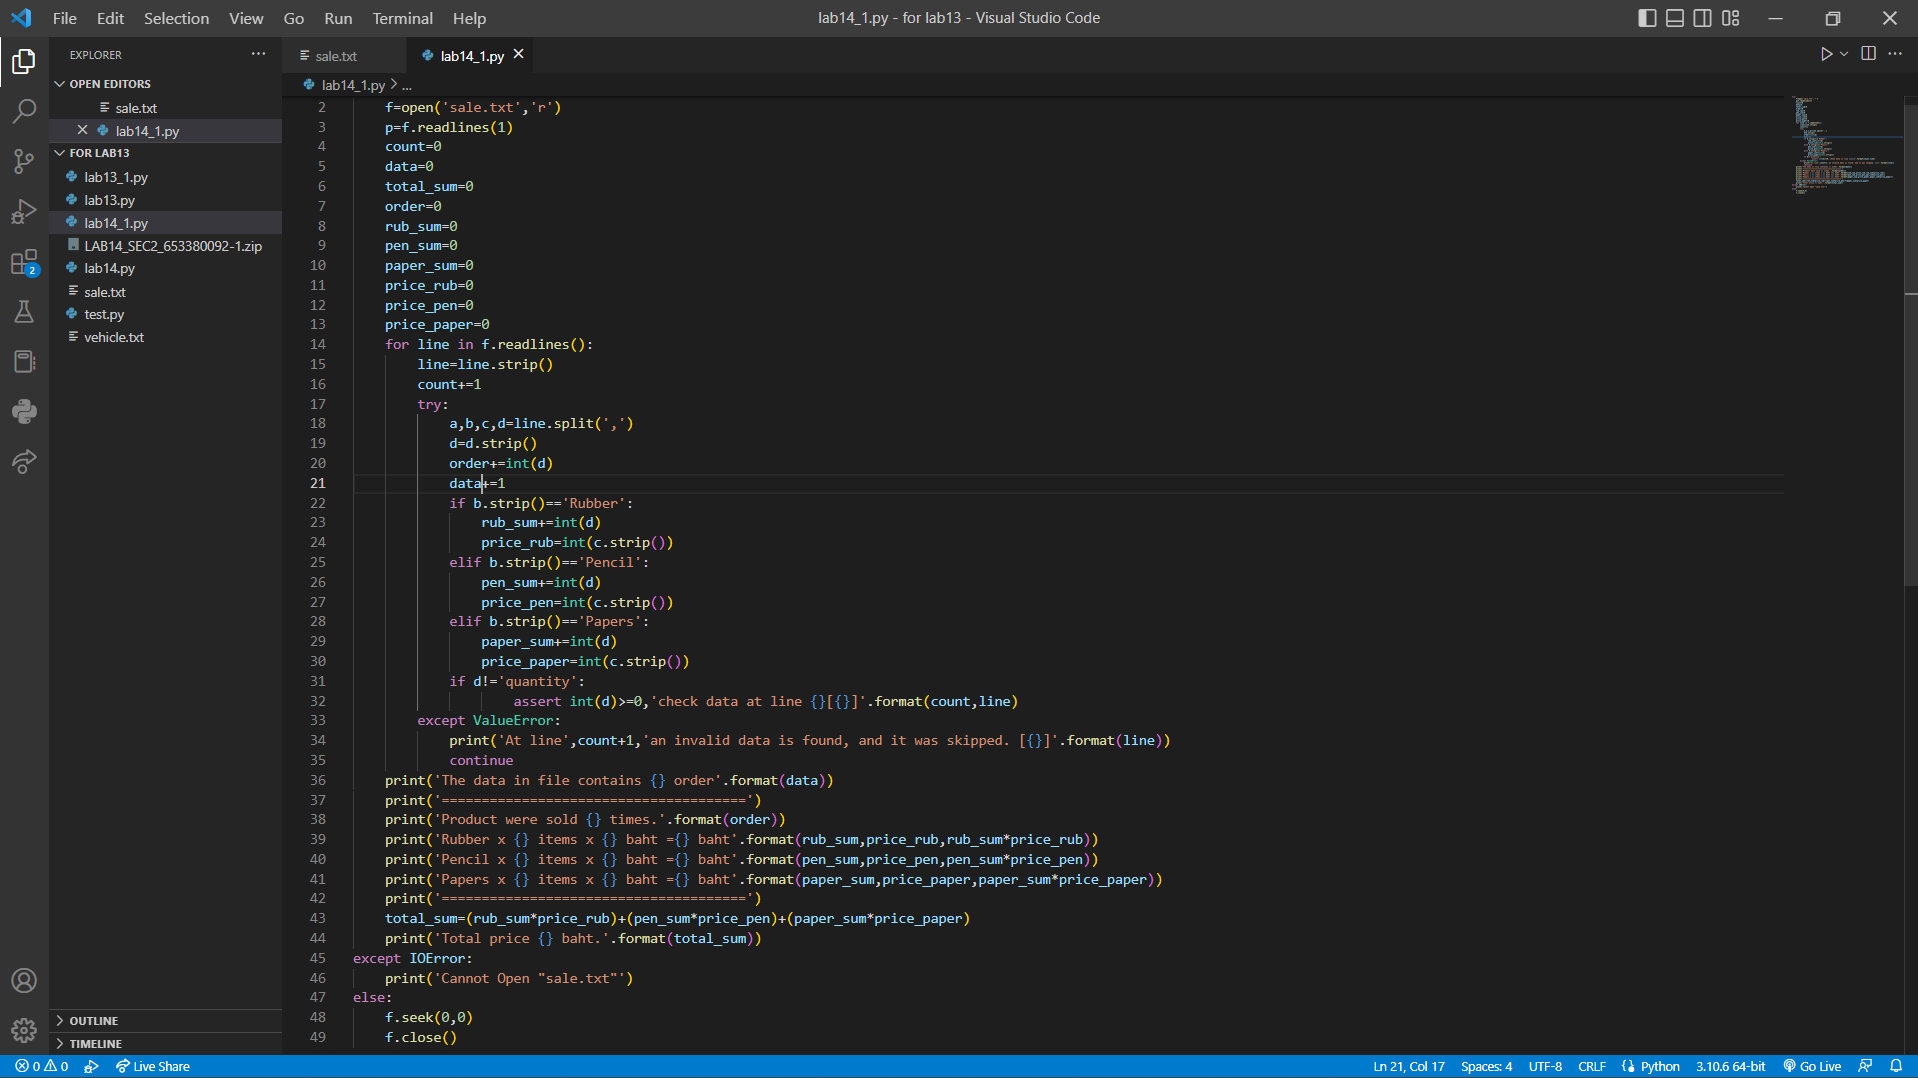 File Edit Selection View Go Run Terminal Help
lab14_1.py - for lab13 - Visual Studio Code
EXPLORER
OPEN EDITORS
sale.txt
lab14_1.py
FOR LAB13
lab13_1.py
lab13.py
lab14_1.py
LAB14_SEC2_653380092-1.zip
lab14.py
sale.txt
test.py
vehicle.txt
OUTLINE
TIMELINE
2
sale.txt lab14_1.py
lab14_1.py > ...
2 f=open('sale.txt','r')
3 p=f.readlines(1)
4 count=0
5 data=0
6 total_sum=0
7 order=0
8 rub_sum=0
9 pen_sum=0
10 paper_sum=0
11 price_rub=0
12 price_pen=0
13 price_paper=0
14 for line in f.readlines():
15 line=line.strip()
16 count+=1
17 try:
18 a,b,c,d=line.split(',')
19 d=d.strip()
20 order+=int(d)
21 data+=1
22 if b.strip()=='Rubber':
23 rub_sum+=int(d)
24 price_rub=int(c.strip())
25 elif b.strip()=='Pencil':
26 pen_sum+=int(d)
27 price_pen=int(c.strip())
28 elif b.strip()=='Papers':
29 paper_sum+=int(d)
30 price_paper=int(c.strip())
31 if d!='quantity':
32 assert int(d)>=0,'check data at line {}[{}]'.format(count,line)
33 except ValueError:
34 print('At line',count+1,'an invalid data is found, and it was skipped. [{}]'.format(line))
35 continue
36 print('The data in file contains {} order'.format(data))
37 print('======================================')
38 print('Product were sold {} times.'.format(order))
39 print('Rubber x {} items x {} baht ={} baht'.format(rub_sum,price_rub,rub_sum*price_rub))
40 print('Pencil x {} items x {} baht ={} baht'.format(pen_sum,price_pen,pen_sum*price_pen))
41 print('Papers x {} items x {} baht ={} baht'.format(paper_sum,price_paper,paper_sum*price_paper))
42 print('======================================')
43 total_sum=(rub_sum*price_rub)+(pen_sum*price_pen)+(paper_sum*price_paper)
44 print('Total price {} baht.'.format(total_sum))
45 except IOError:
46 print('Cannot Open "sale.txt"')
47 else:
48 f.seek(0,0)
49 f.close()
0 0 Live Share
Ln 21, Col 17 Spaces: 4 UTF-8 CRLF Python 3.10.6 64-bit Go Live